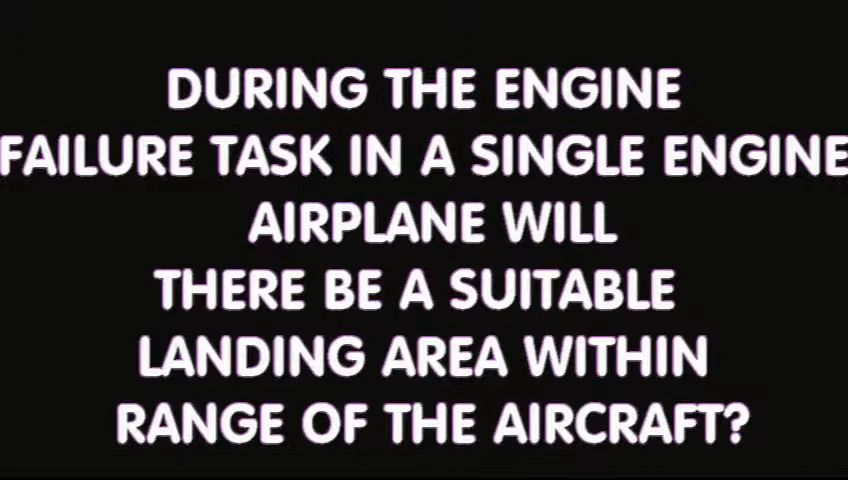 DURING THE ENGINE
FAILURE TASK IN A SINGLE ENGINE
AIRPLANE WILL
THERE BE A SUITABLE
LANDING AREA WITHIN
RANGE OF THE AIRCRAFT?